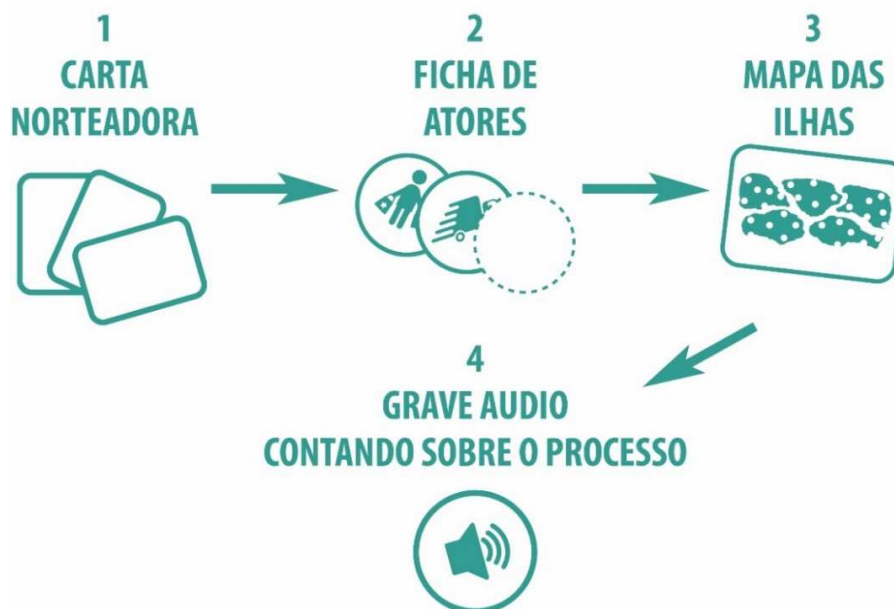 1
CARTA
NORTEADORA
2
FICHA DE
ATORES
3
MAPA DAS
ILHAS
4
GRAVE AUDIO
CONTANDO SOBRE O PROCESSO